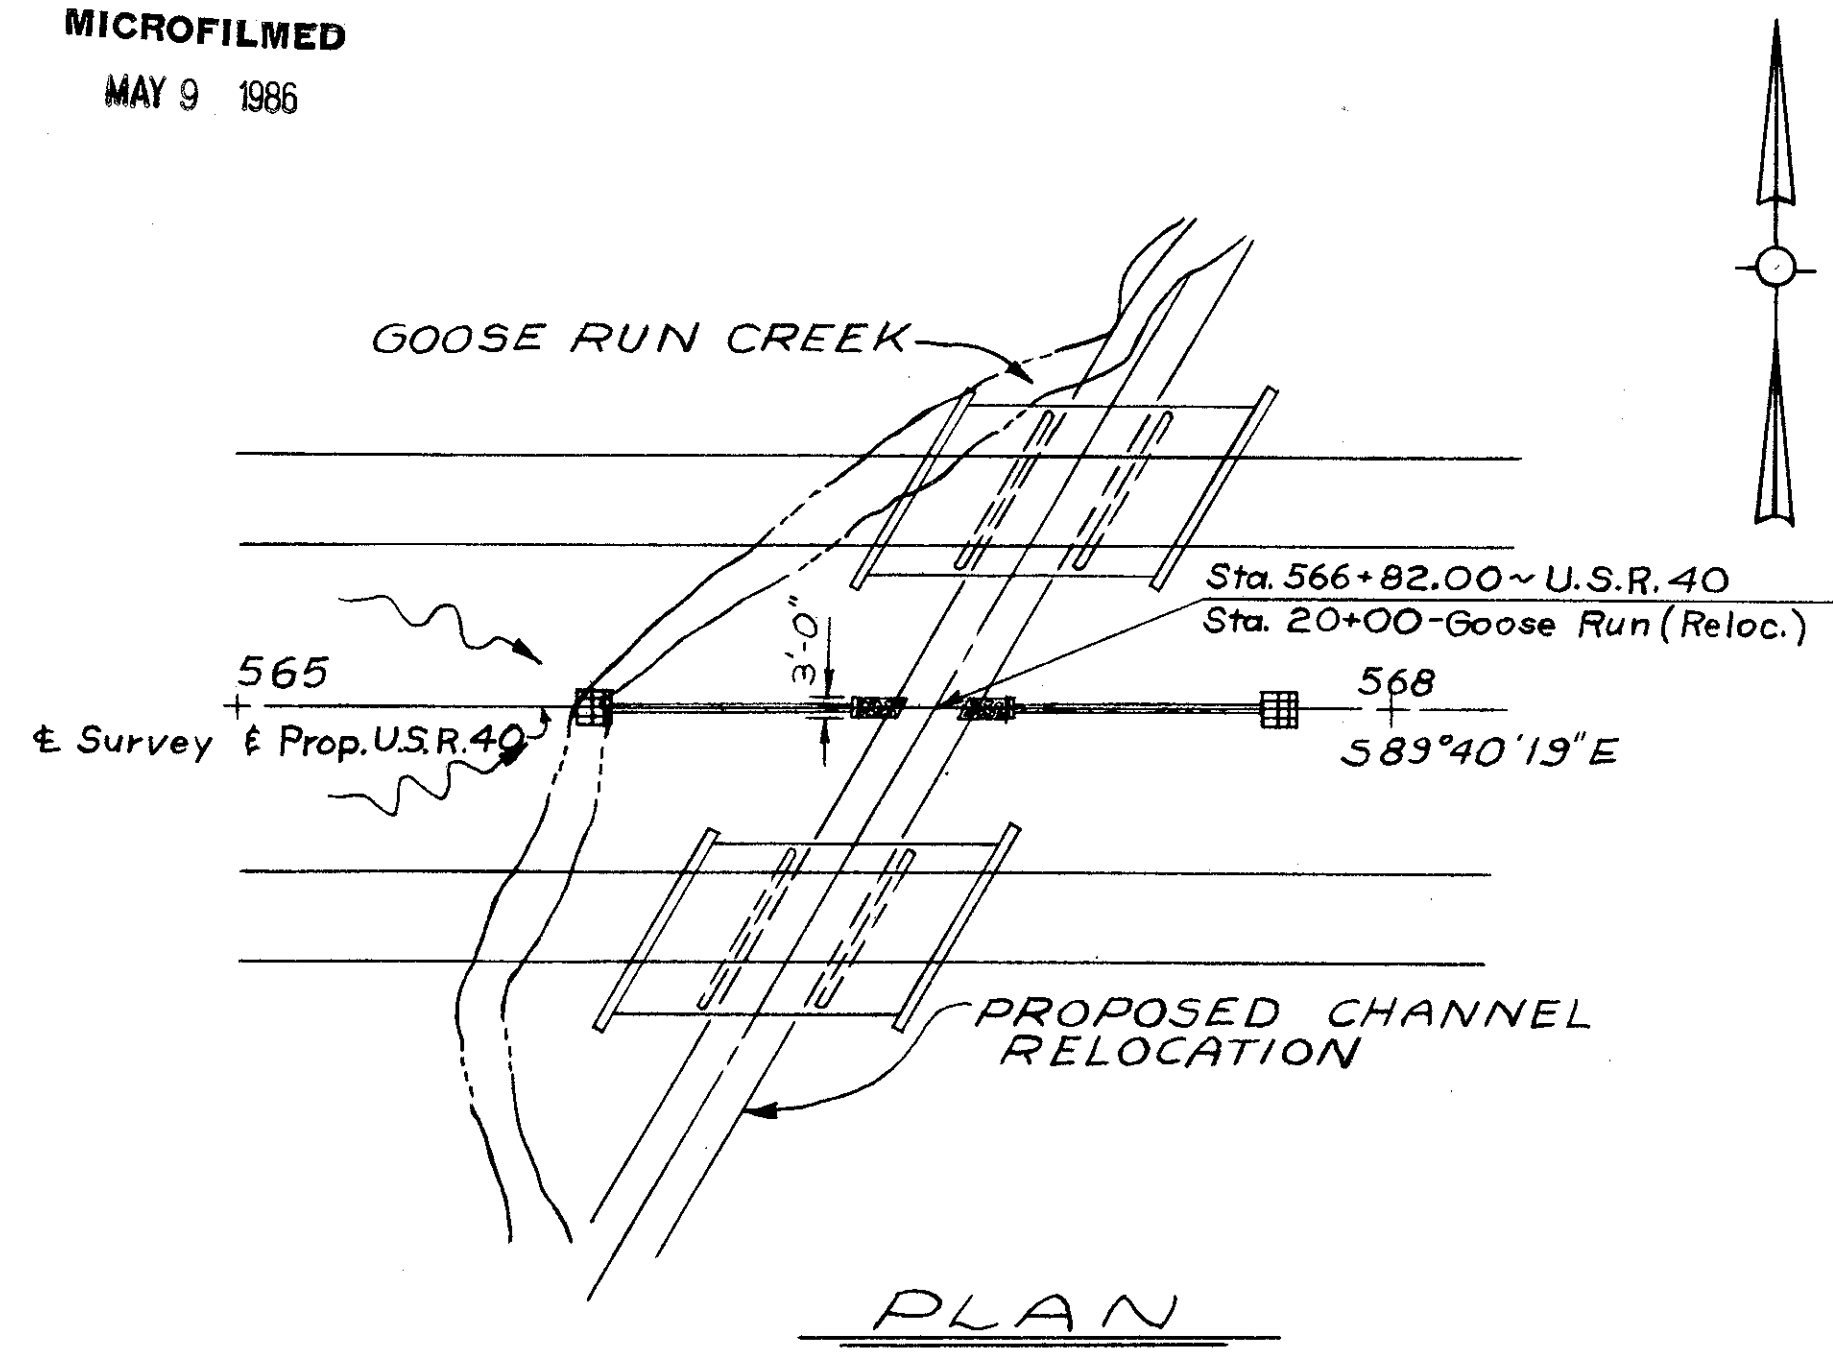 MICROFILMED
MAY 9 1986
GOOSE RUN CREEK
Sta. 566+82.00~U.S.R.40
Sta. 20+00-Goose Run (Reloc.)
3'-0"
565
568
℄ Survey ℄ Prop. U.S.R.40
S89°40'19"E
PROPOSED CHANNEL
RELOCATION
PLAN